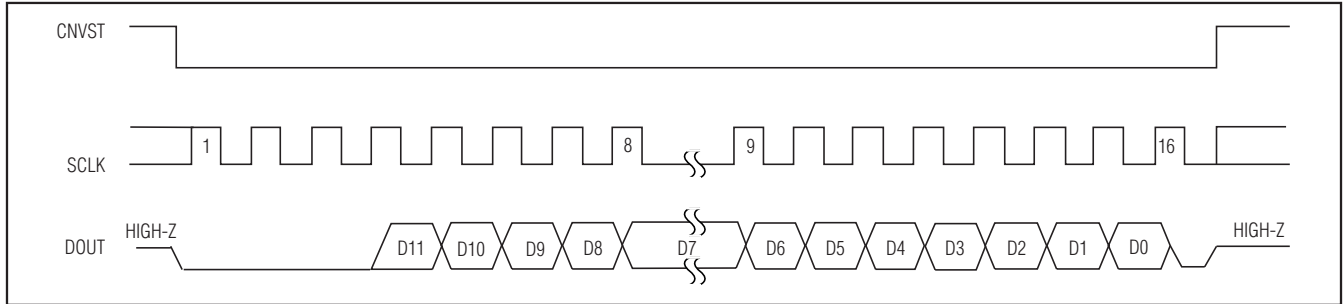 CNVST
1 8 9 16
SCLK
HIGH-Z HIGH-Z
DOUT D11 D10 D9 D8 D7 D6 D5 D4 D3 D2 D1 D0